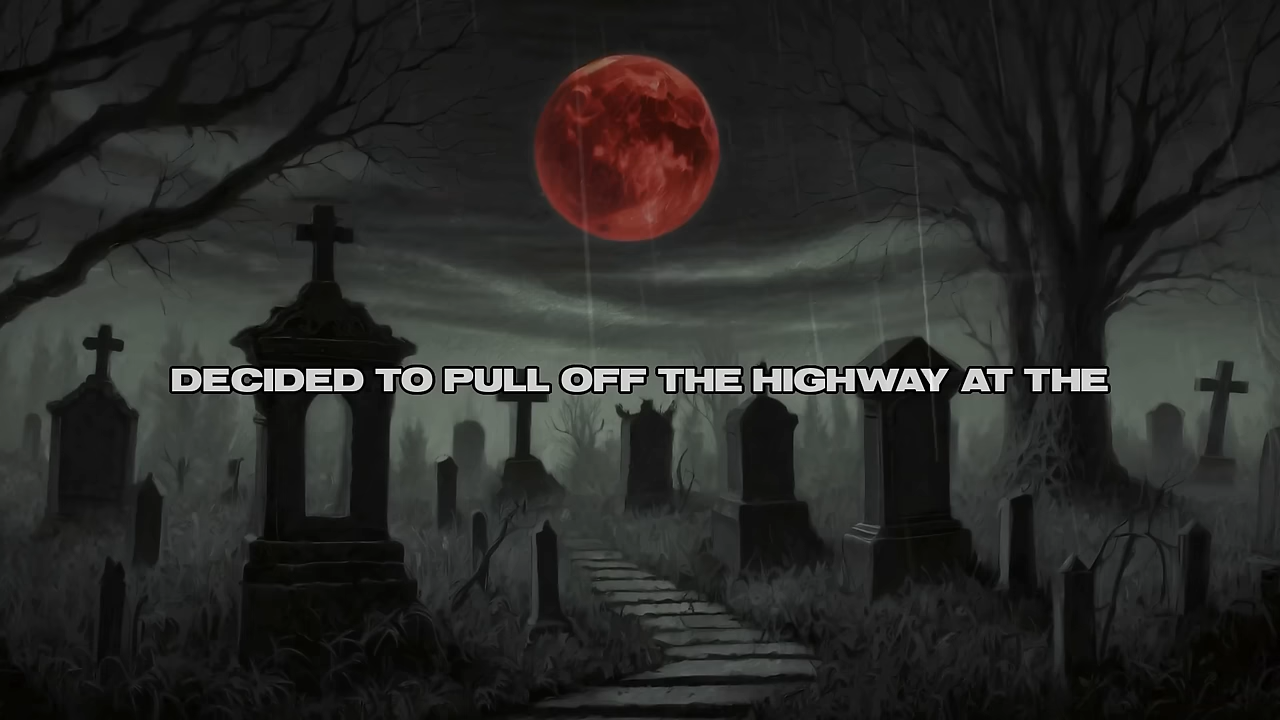 DECIDED TO PULL OFF THE HIGHWAY AT THE